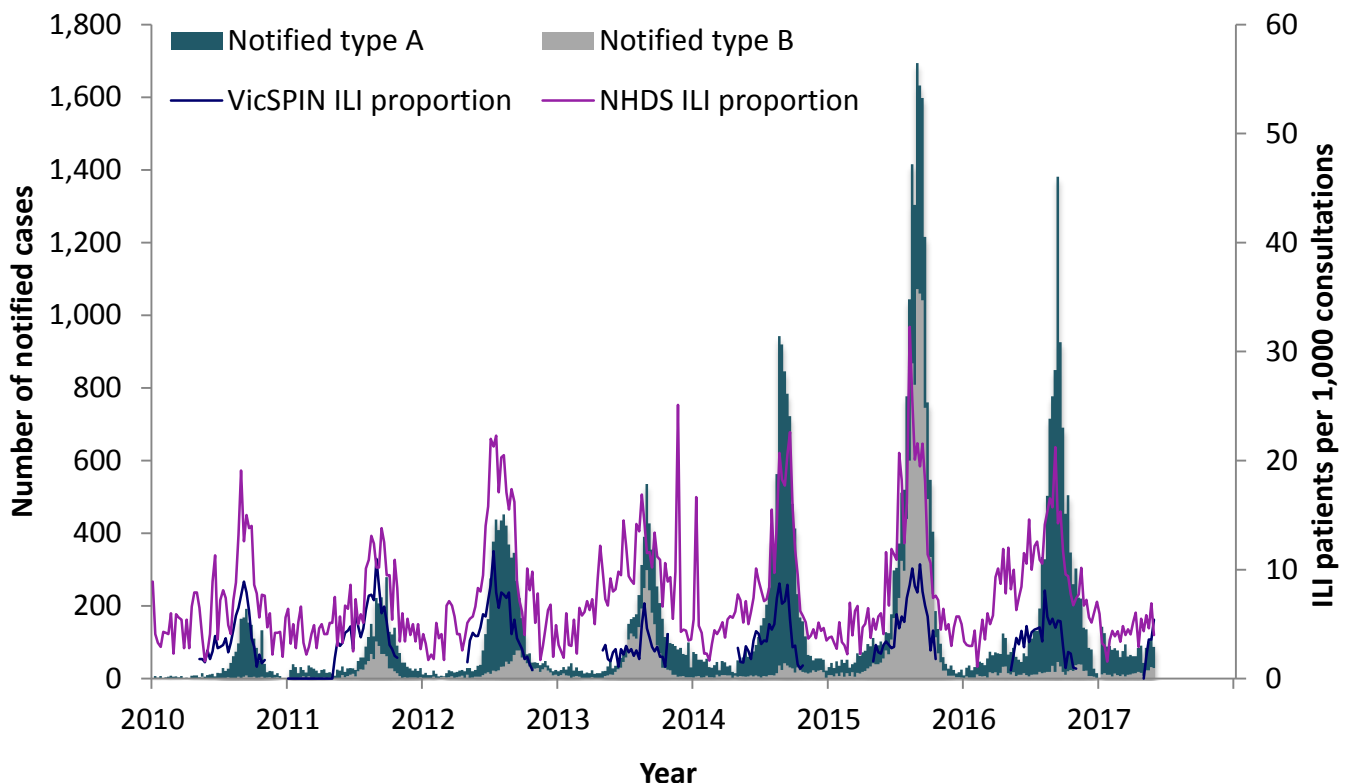 Notified type A
Notified type B
VicSPIN ILI proportion
NHDS ILI proportion
Number of notified cases
1,800
1,600
1,400
1,200
1,000
800
600
400
200
0
60
50
40
30
20
10
0
ILI patients per 1,000 consultations
2010 2011 2012 2013 2014 2015 2016 2017
Year